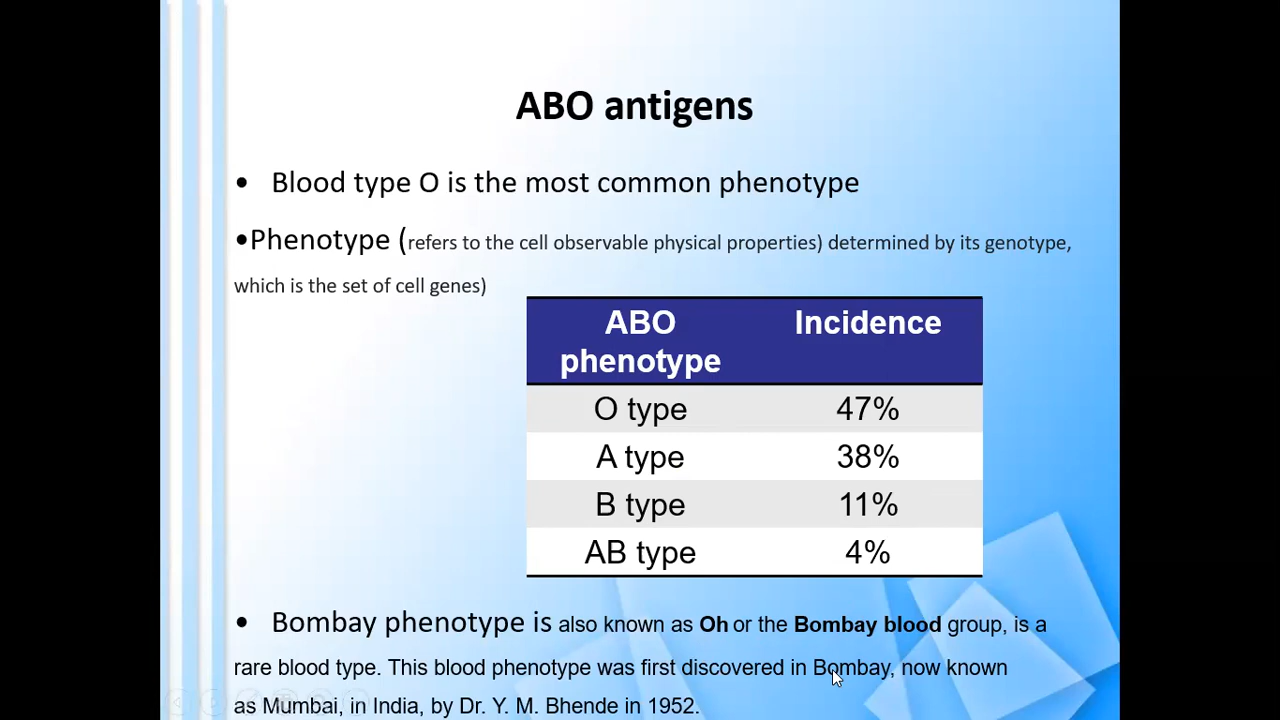 ABO antigens
• Blood type O is the most common phenotype
•Phenotype (refers to the cell observable physical properties) determined by its genotype,
which is the set of cell genes)
ABO phenotype Incidence
O type 47%
A type 38%
B type 11%
AB type 4%
• Bombay phenotype is also known as Oh or the Bombay blood group, is a
rare blood type. This blood phenotype was first discovered in Bombay, now known
as Mumbai, in India, by Dr. Y. M. Bhende in 1952.